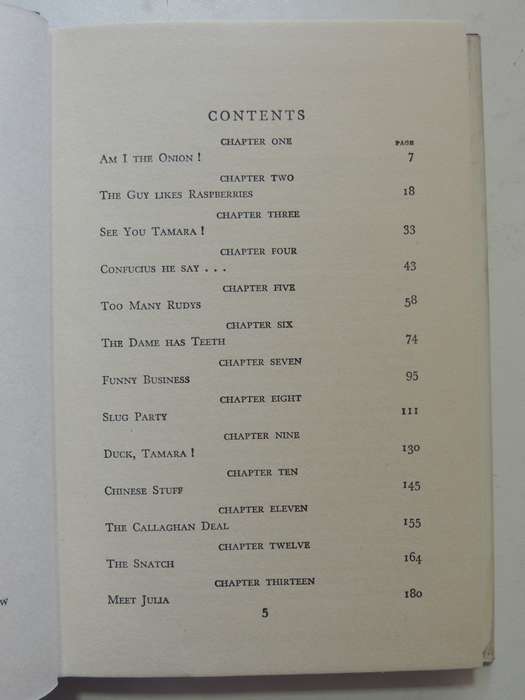 CONTENTS
CHAPTER ONE PAGE
AM I THE ONION ! 7
CHAPTER TWO
THE GUY LIKES RASPBERRIES 18
CHAPTER THREE
SEE YOU TAMARA ! 33
CHAPTER FOUR
CONFUCIUS HE SAY . . . 43
CHAPTER FIVE
TOO MANY RUDYS 58
CHAPTER SIX
THE DAME HAS TEETH 74
CHAPTER SEVEN
FUNNY BUSINESS 95
CHAPTER EIGHT
SLUG PARTY 111
CHAPTER NINE
DUCK, TAMARA ! 130
CHAPTER TEN
CHINESE STUFF 145
CHAPTER ELEVEN
THE CALLAGHAN DEAL 155
CHAPTER TWELVE
THE SNATCH 164
CHAPTER THIRTEEN
MEET JULIA 180
5